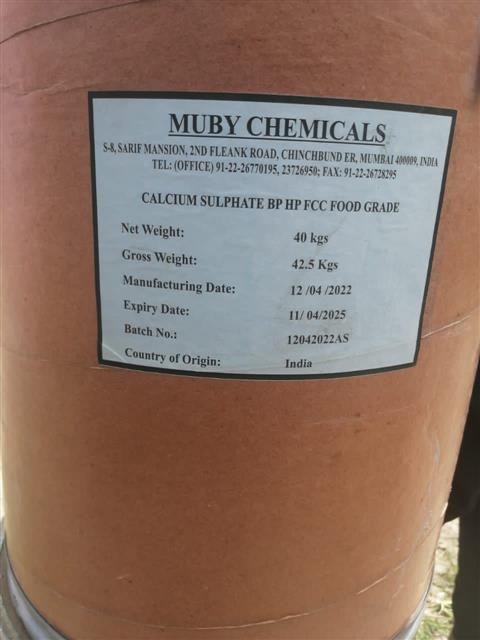 MUBY CHEMICALS
S-8, SARIF MANSION, 2ND FLEANK ROAD, CHINCHBUND ER, MUMBAI 400009, INDIA
TEL: (OFFICE) 91-22-26770195, 23726950; FAX: 91-22-26728295
CALCIUM SULPHATE BP HP FCC FOOD GRADE
Net Weight: 40 kgs
Gross Weight: 42.5 Kgs
Manufacturing Date: 12 /04 /2022
Expiry Date: 11/ 04/2025
Batch No.: 12042022AS
Country of Origin: India